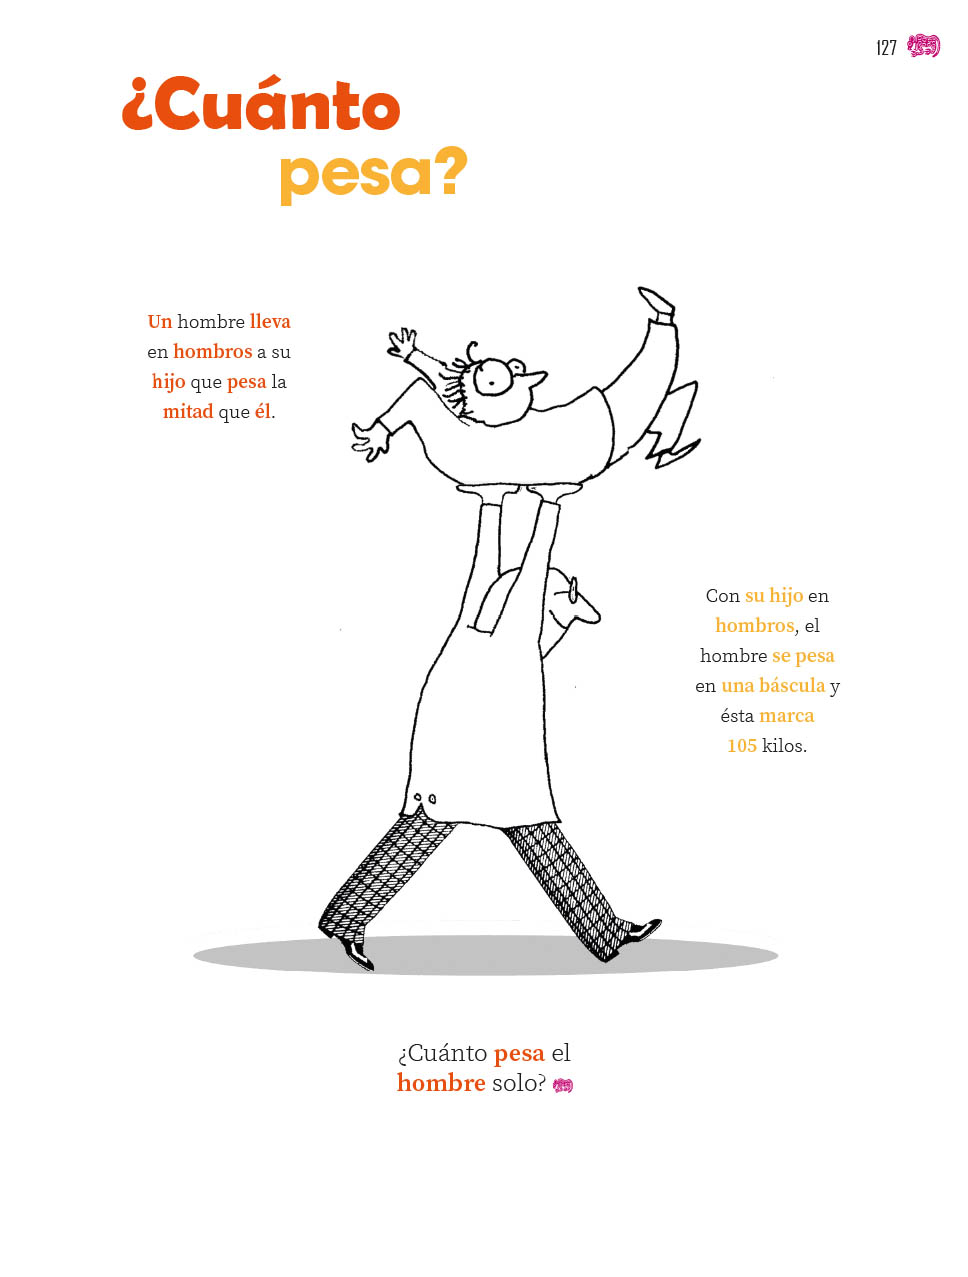 127
¿Cuánto
pesa?
Un hombre lleva
en hombros a su
hijo que pesa la
mitad que él.
Con su hijo en
hombros, el
hombre se pesa
en una báscula y
ésta marca
105 kilos.
¿Cuánto pesa el
hombre solo?